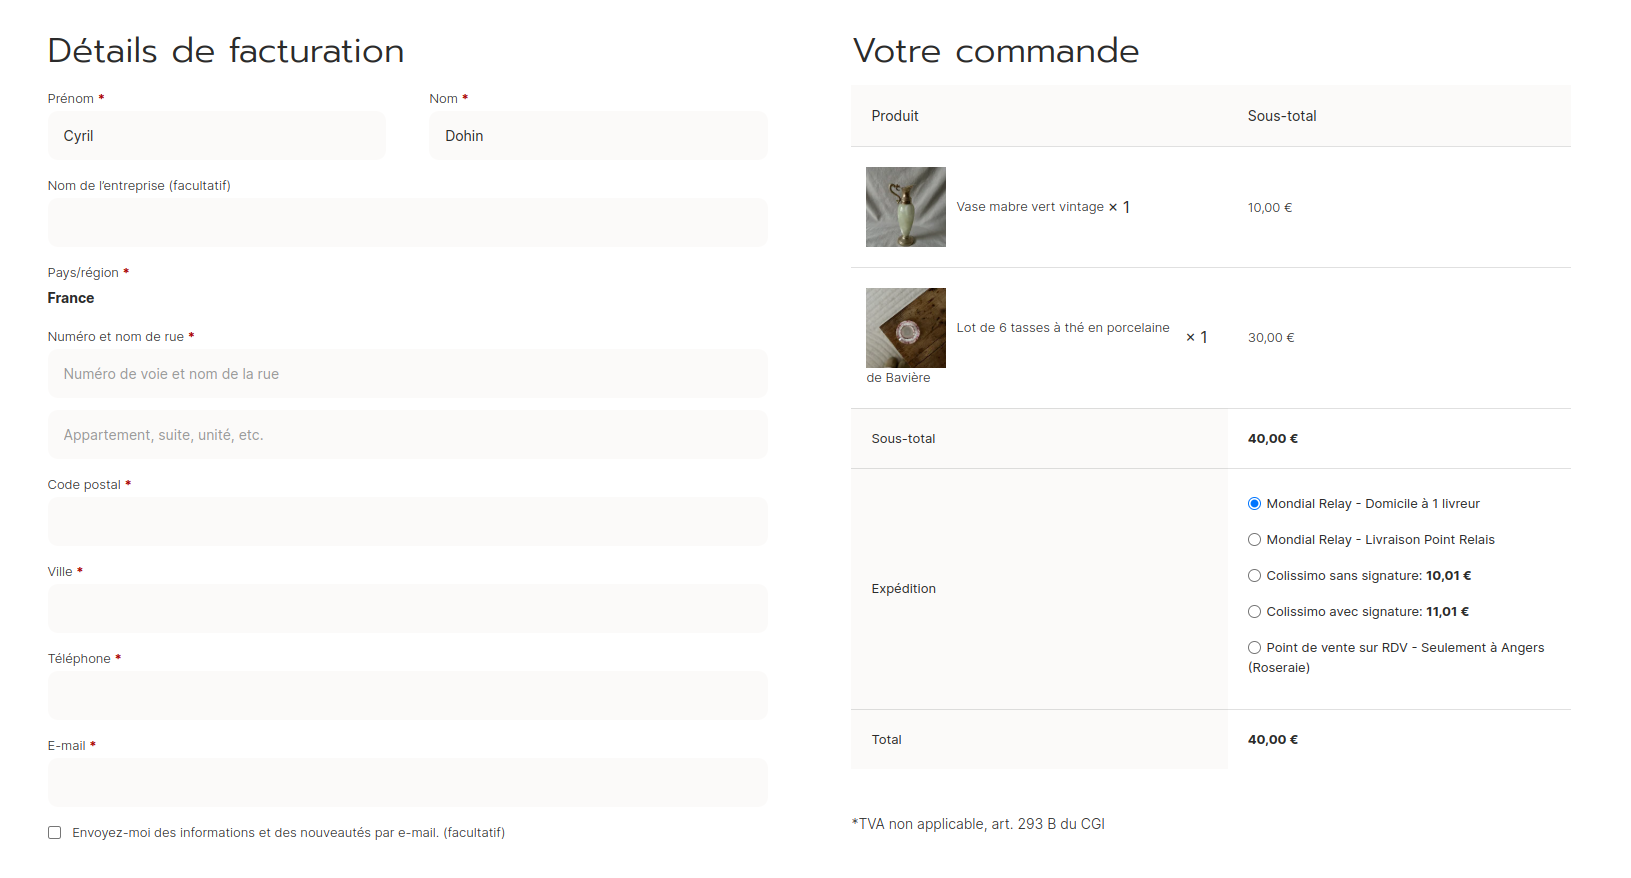 Détails de facturation
Prénom *
Nom *
Cyril
Dohin
Nom de l'entreprise (facultatif)
Pays/région *
France
Numéro et nom de rue *
Numéro de voie et nom de la rue
Appartement, suite, unité, etc.
Code postal *
Ville *
Téléphone *
E-mail *
Envoyez-moi des informations et des nouveautés par e-mail. (facultatif)
Votre commande
Produit
Sous-total
Vase mabre vert vintage × 1
10,00 €
Lot de 6 tasses à thé en porcelaine
de Bavière
× 1
30,00 €
Sous-total
40,00 €
Expédition
Mondial Relay - Domicile à 1 livreur
Mondial Relay - Livraison Point Relais
Colissimo sans signature: 10,01 €
Colissimo avec signature: 11,01 €
Point de vente sur RDV - Seulement à Angers
(Roseraie)
Total
40,00 €
*TVA non applicable, art. 293 B du CGI